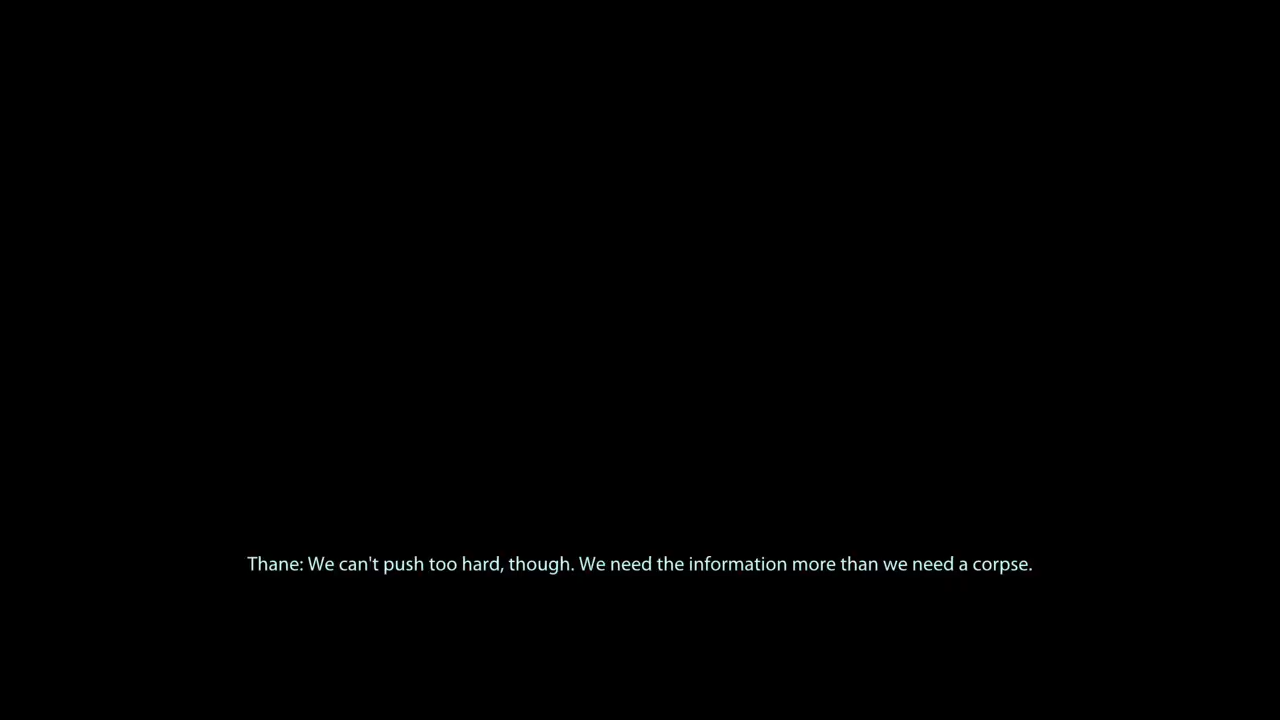 Thane: We can't push too hard, though. We need the information more than we need a corpse.